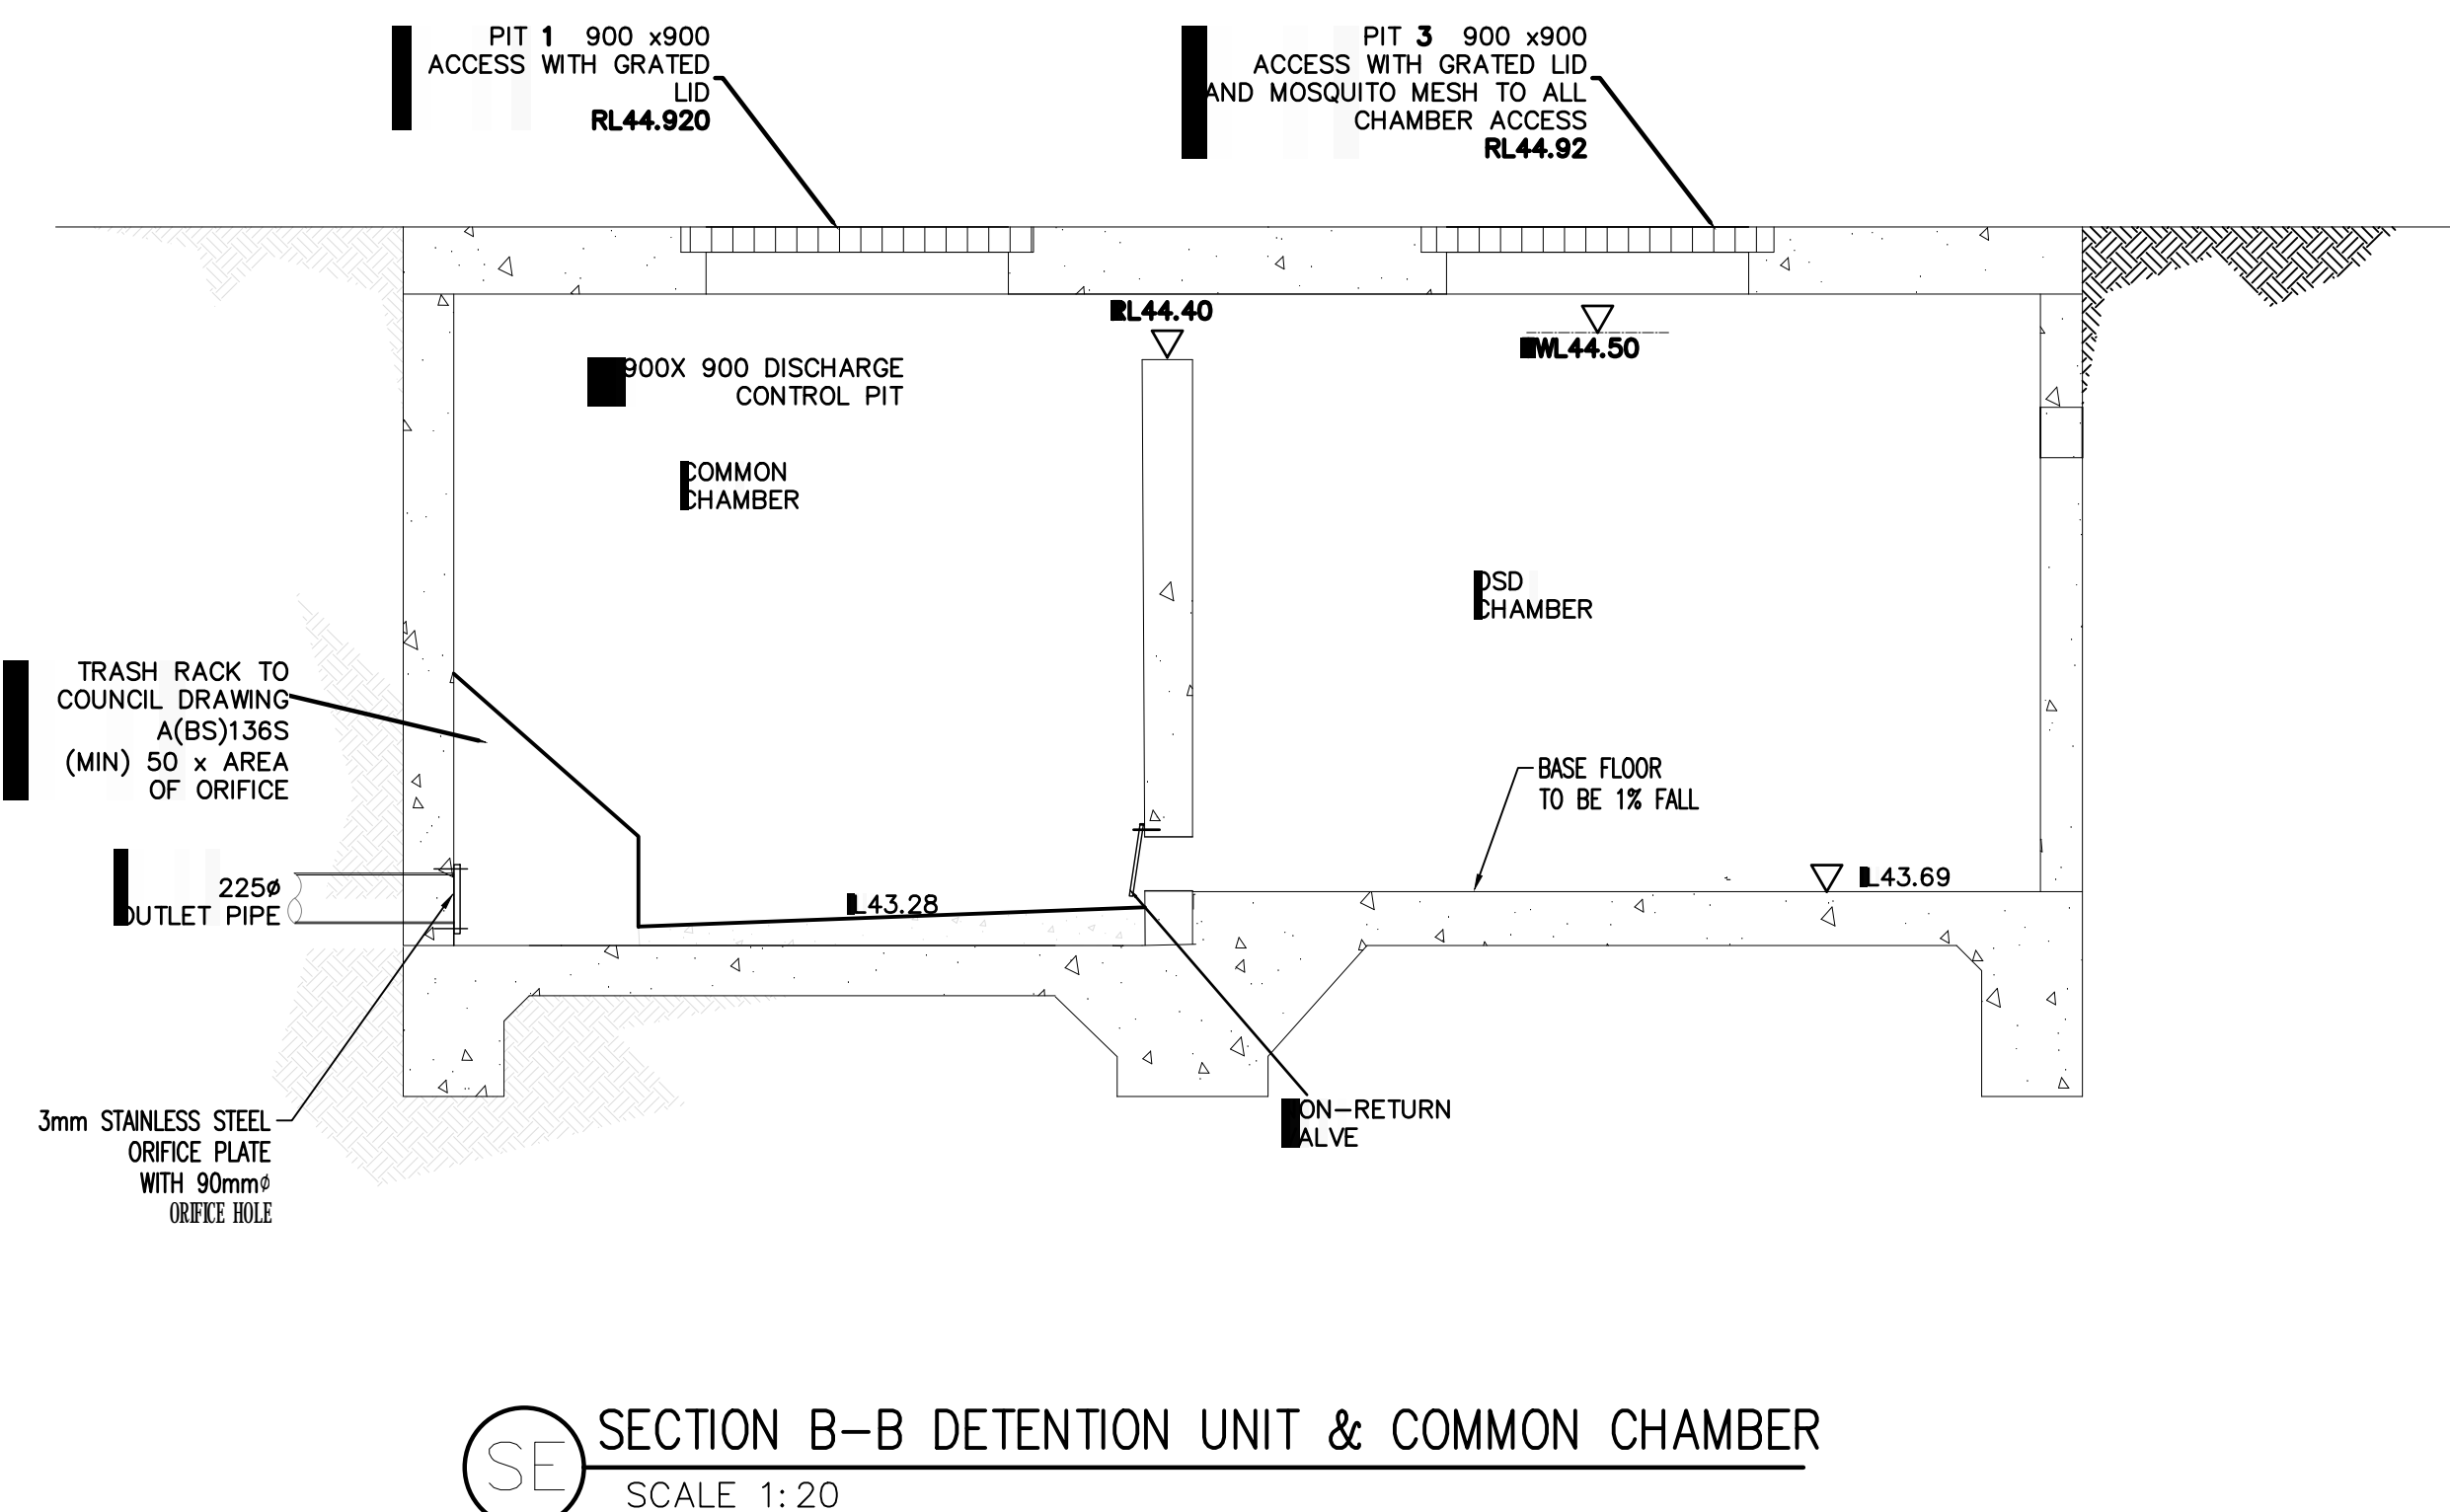 PIT 1 900 x900
ACCESS WITH GRATED
LID
RL44.920
PIT 3 900 x900
ACCESS WITH GRATED LID
AND MOSQUITO MESH TO ALL
CHAMBER ACCESS
RL44.92
RL44.40
WL44.50
900X 900 DISCHARGE
CONTROL PIT
COMMON
CHAMBER
OSD
CHAMBER
TRASH RACK TO
COUNCIL DRAWING
A(BS)136S
(MIN) 50 x AREA
OF ORIFICE
BASE FLOOR
TO BE 1% FALL
225ø
OUTLET PIPE
L43.28
L43.69
3mm STAINLESS STEEL
ORIFICE PLATE
WITH 90mmø
ORIFICE HOLE
NON-RETURN
VALVE
SE
SECTION B-B DETENTION UNIT & COMMON CHAMBER
SCALE 1:20